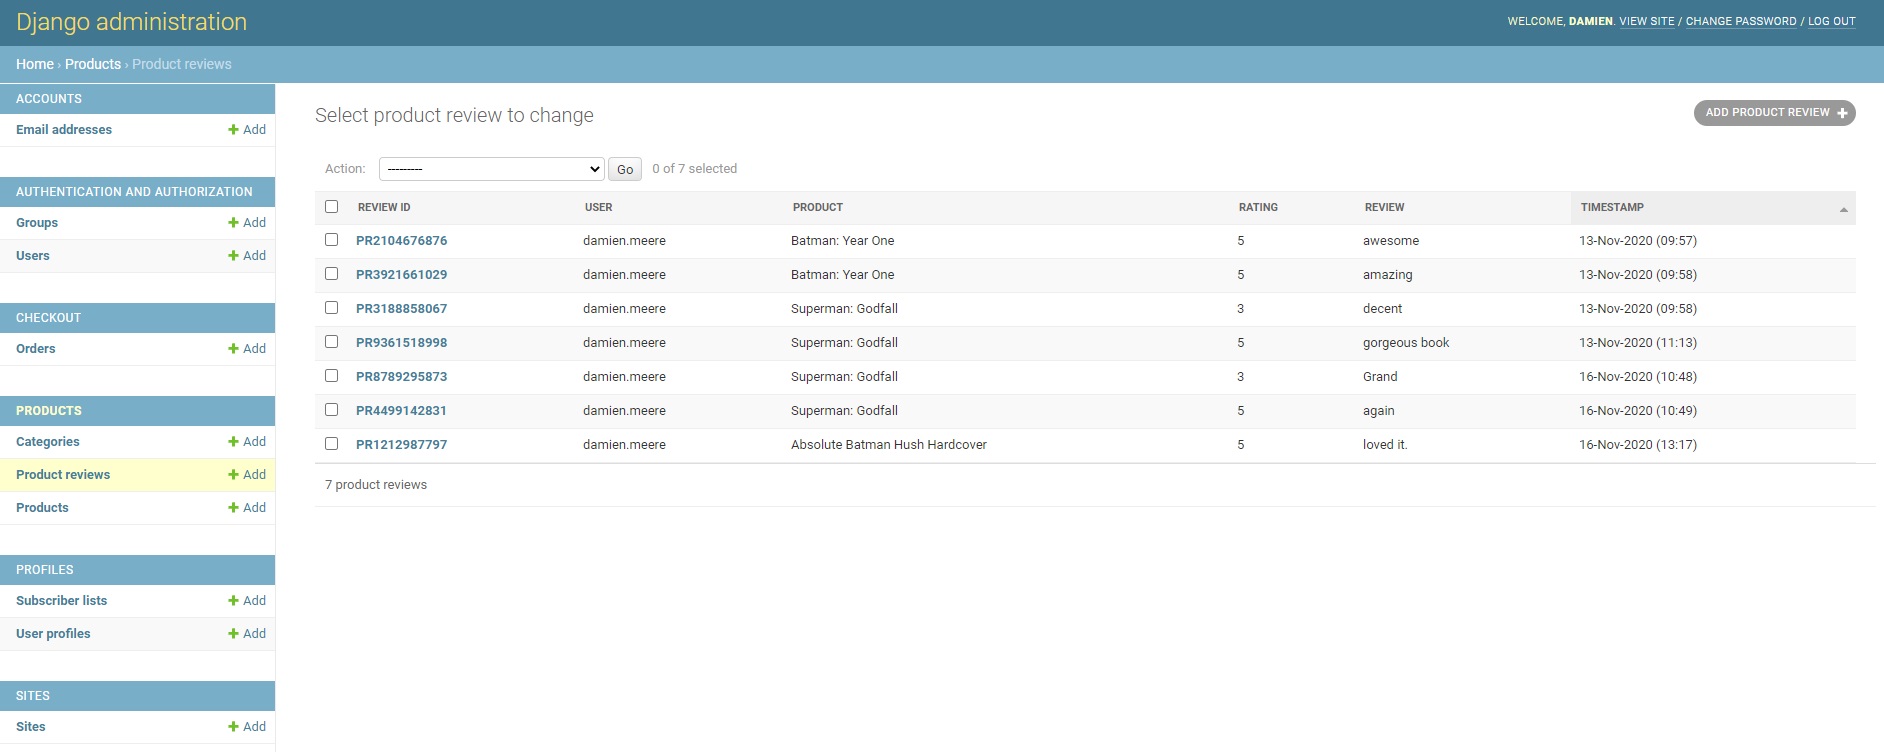 Django administration
WELCOME, DAMIEN. VIEW SITE / CHANGE PASSWORD / LOG OUT
Home › Products › Product reviews
ACCOUNTS
Email addresses Add
AUTHENTICATION AND AUTHORIZATION
Groups Add
Users Add
CHECKOUT
Orders Add
PRODUCTS
Categories Add
Product reviews Add
Products Add
PROFILES
Subscriber lists Add
User profiles Add
SITES
Sites Add
Select product review to change
ADD PRODUCT REVIEW
Action: --------- Go 0 of 7 selected
REVIEW ID USER PRODUCT RATING REVIEW TIMESTAMP
PR2104676876 damien.meere Batman: Year One 5 awesome 13-Nov-2020 (09:57)
PR3921661029 damien.meere Batman: Year One 5 amazing 13-Nov-2020 (09:58)
PR3188858067 damien.meere Superman: Godfall 3 decent 13-Nov-2020 (09:58)
PR9361518998 damien.meere Superman: Godfall 5 gorgeous book 13-Nov-2020 (11:13)
PR8789295873 damien.meere Superman: Godfall 3 Grand 16-Nov-2020 (10:48)
PR4499142831 damien.meere Superman: Godfall 5 again 16-Nov-2020 (10:49)
PR1212987797 damien.meere Absolute Batman Hush Hardcover 5 loved it. 16-Nov-2020 (13:17)
7 product reviews